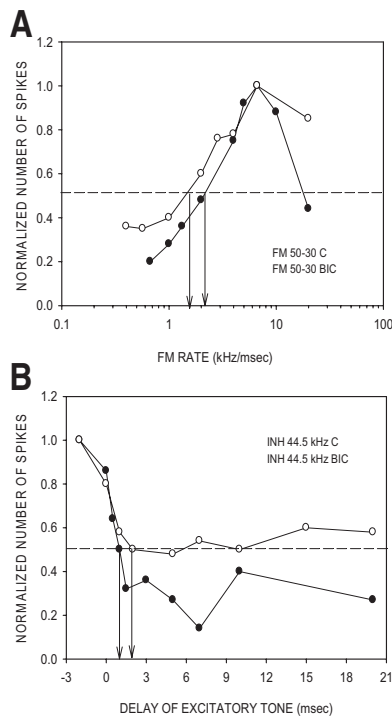 A
1.2
1.0
0.8
0.6
0.4
0.2
0.0
NORMALIZED NUMBER OF SPIKES
FM 50-30 C
FM 50-30 BIC
0.1 1 10 100
FM RATE (kHz/msec)
B
1.2
1.0
0.8
0.6
0.4
0.2
0.0
NORMALIZED NUMBER OF SPIKES
INH 44.5 kHz C
INH 44.5 kHz BIC
-3 0 3 6 9 12 15 18 21
DELAY OF EXCITATORY TONE (msec)